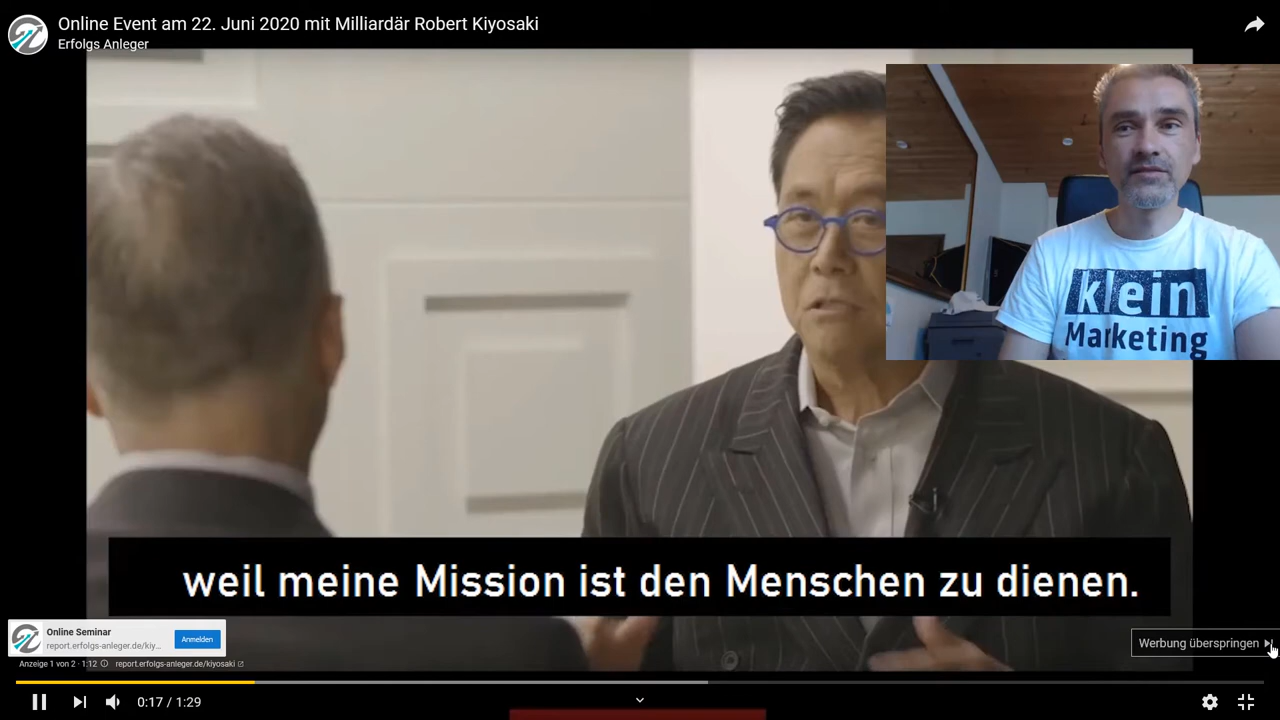 Online Event am 22. Juni 2020 mit Milliardär Robert Kiyosaki
Erfolgs Anleger
klein
Marketing
weil meine Mission ist den Menschen zu dienen.
Online Seminar
report.erfolgs-anleger.de/kiy...
Anmelden
Werbung überspringen
Anzeige 1 von 2 · 1:12
report.erfolgs-anleger.de/kiyosaki
0:17 / 1:29